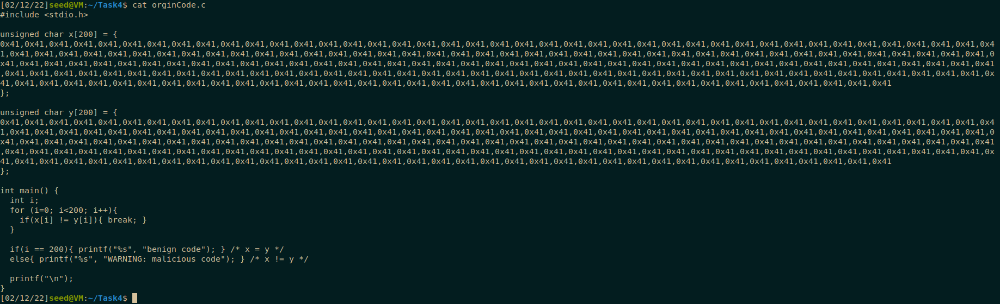 [02/12/22]seed@VM:~/Task4$ cat orginCode.c
#include <stdio.h>
unsigned char x[200] = {
0x41,0x41,0x41,0x41,0x41,0x41,0x41,0x41,0x41,0x41,0x41,0x41,0x41,0x41,0x41,0x41,0x41,0x41,0x41,0x41,0x41,0x41,0x41,0x41,0x41,0x41,0x41,0x41,0x41,0x41,0x41,0x41,0x41,0x41,0x41,0x41,0x41,0x41,0x41,0x41,0x4
1,0x41,0x41,0x41,0x41,0x41,0x41,0x41,0x41,0x41,0x41,0x41,0x41,0x41,0x41,0x41,0x41,0x41,0x41,0x41,0x41,0x41,0x41,0x41,0x41,0x41,0x41,0x41,0x41,0x41,0x41,0x41,0x41,0x41,0x41,0x41,0x41,0x41,0x41,0x41,0x41,0
x41,0x41,0x41,0x41,0x41,0x41,0x41,0x41,0x41,0x41,0x41,0x41,0x41,0x41,0x41,0x41,0x41,0x41,0x41,0x41,0x41,0x41,0x41,0x41,0x41,0x41,0x41,0x41,0x41,0x41,0x41,0x41,0x41,0x41,0x41,0x41,0x41,0x41,0x41,0x41,0x41
,0x41,0x41,0x41,0x41,0x41,0x41,0x41,0x41,0x41,0x41,0x41,0x41,0x41,0x41,0x41,0x41,0x41,0x41,0x41,0x41,0x41,0x41,0x41,0x41,0x41,0x41,0x41,0x41,0x41,0x41,0x41,0x41,0x41,0x41,0x41,0x41,0x41,0x41,0x41,0x41,0x
41,0x41,0x41,0x41,0x41,0x41,0x41,0x41,0x41,0x41,0x41,0x41,0x41,0x41,0x41,0x41,0x41,0x41,0x41,0x41,0x41,0x41,0x41,0x41,0x41,0x41,0x41,0x41,0x41,0x41,0x41,0x41,0x41,0x41,0x41,0x41,0x41
};
unsigned char y[200] = {
0x41,0x41,0x41,0x41,0x41,0x41,0x41,0x41,0x41,0x41,0x41,0x41,0x41,0x41,0x41,0x41,0x41,0x41,0x41,0x41,0x41,0x41,0x41,0x41,0x41,0x41,0x41,0x41,0x41,0x41,0x41,0x41,0x41,0x41,0x41,0x41,0x41,0x41,0x41,0x41,0x4
1,0x41,0x41,0x41,0x41,0x41,0x41,0x41,0x41,0x41,0x41,0x41,0x41,0x41,0x41,0x41,0x41,0x41,0x41,0x41,0x41,0x41,0x41,0x41,0x41,0x41,0x41,0x41,0x41,0x41,0x41,0x41,0x41,0x41,0x41,0x41,0x41,0x41,0x41,0x41,0x41,0
x41,0x41,0x41,0x41,0x41,0x41,0x41,0x41,0x41,0x41,0x41,0x41,0x41,0x41,0x41,0x41,0x41,0x41,0x41,0x41,0x41,0x41,0x41,0x41,0x41,0x41,0x41,0x41,0x41,0x41,0x41,0x41,0x41,0x41,0x41,0x41,0x41,0x41,0x41,0x41,0x41
,0x41,0x41,0x41,0x41,0x41,0x41,0x41,0x41,0x41,0x41,0x41,0x41,0x41,0x41,0x41,0x41,0x41,0x41,0x41,0x41,0x41,0x41,0x41,0x41,0x41,0x41,0x41,0x41,0x41,0x41,0x41,0x41,0x41,0x41,0x41,0x41,0x41,0x41,0x41,0x41,0x
41,0x41,0x41,0x41,0x41,0x41,0x41,0x41,0x41,0x41,0x41,0x41,0x41,0x41,0x41,0x41,0x41,0x41,0x41,0x41,0x41,0x41,0x41,0x41,0x41,0x41,0x41,0x41,0x41,0x41,0x41,0x41,0x41,0x41,0x41,0x41,0x41
};
int main() {
  int i;
  for (i=0; i<200; i++){
    if(x[i] != y[i]){ break; }
  }
  if(i == 200){ printf("%s", "benign code"); } /* x = y */
  else{ printf("%s", "WARNING: malicious code"); } /* x != y */
  printf("\n");
}
[02/12/22]seed@VM:~/Task4$